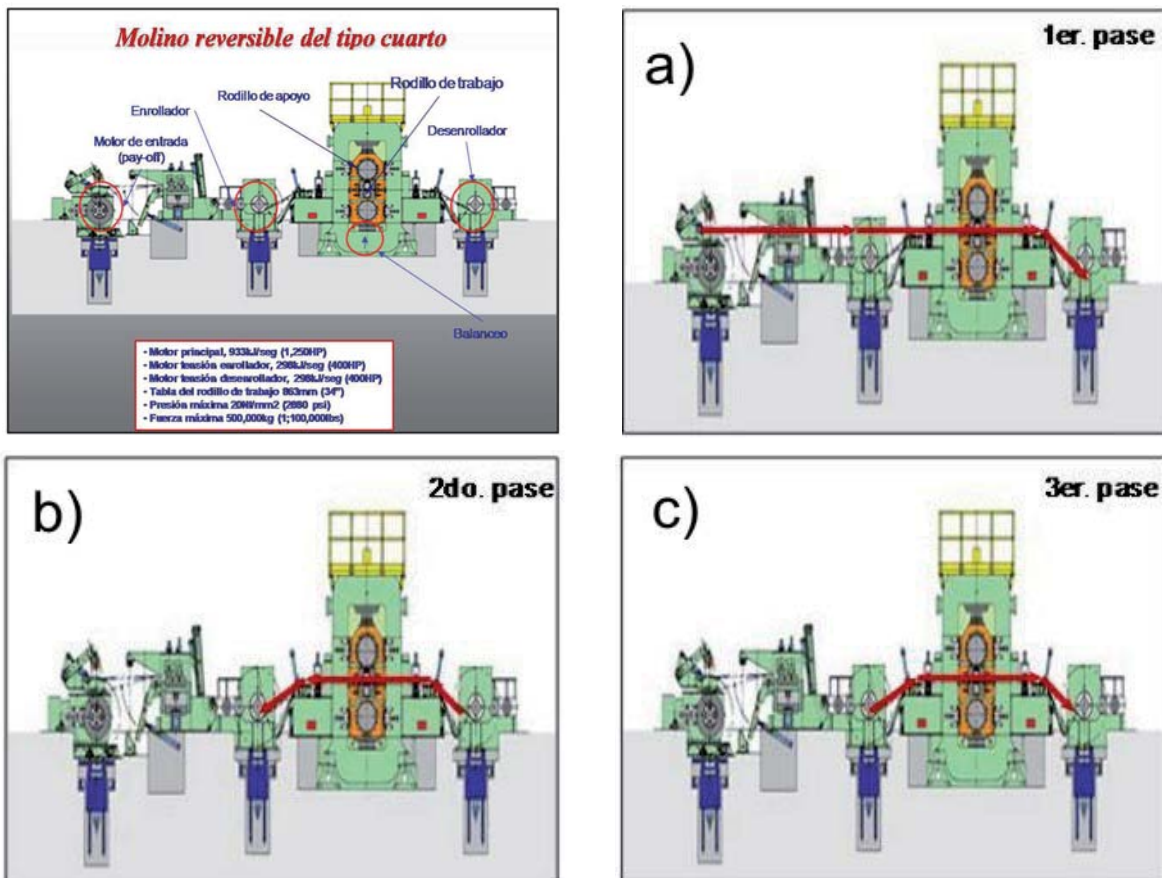 Molino reversible del tipo cuarto
Rodillo de trabajo
Rodillo de apoyo
Enrollador
Desenrollador
Motor de entrada
(pay-off)
Balanceo
- Motor principal, 933kJ/seg (1,250HP)
- Motor tensión enrollador, 298kJ/seg (400HP)
- Motor tensión desenrollador, 298kJ/seg (400HP)
- Tabla del rodillo de trabajo 863mm (34")
- Presión máxima 20N/mm2 (2880 psi)
- Fuerza máxima 500,000kg (1;100,000lbs)
a)
1er. pase
b)
2do. pase
c)
3er. pase